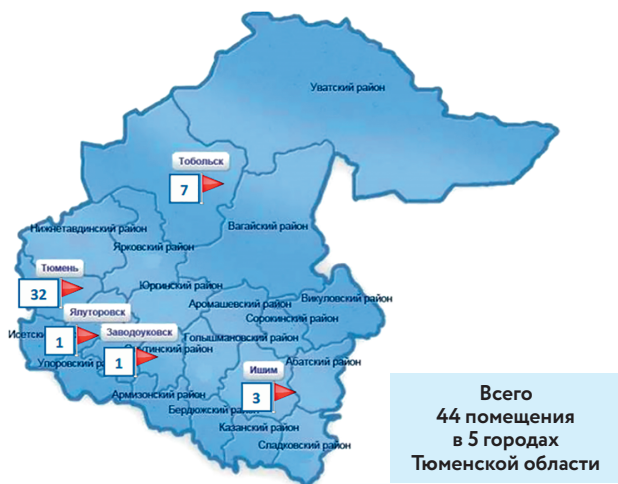 Уватский район
Тобольск
7
Вагайский район
Нижнетавдинский район
Ярковский район
Тюмень
32
Юргинский район
Викуловский район
Аромашевский район
Сорокинский район
Ялуторовск
1
Заводоуковск
1
район
Голышмановский район
Абатский район
Ишим
3
Армизонский район
Бердюжский район
Казанский район
Сладковский район
Всего
44 помещения
в 5 городах
Тюменской области